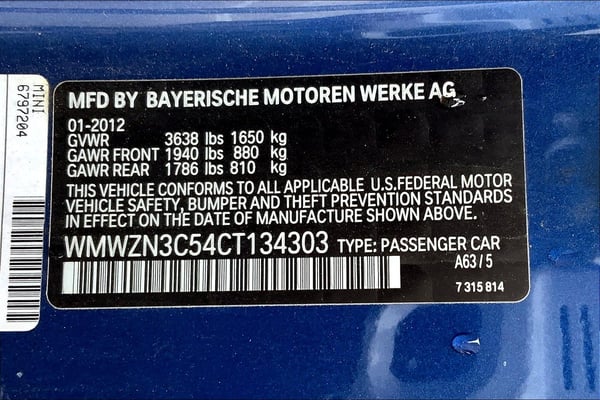 MINI
6797204
MFD BY BAYERISCHE MOTOREN WERKE AG
01-2012
GVWR 3638 lbs 1650 kg
GAWR FRONT 1940 lbs 880 kg
GAWR REAR 1786 lbs 810 kg
THIS VEHICLE CONFORMS TO ALL APPLICABLE U.S.FEDERAL MOTOR
VEHICLE SAFETY, BUMPER AND THEFT PREVENTION STANDARDS
IN EFFECT ON THE DATE OF MANUFACTURE SHOWN ABOVE.
WMWZN3C54CT134303 TYPE: PASSENGER CAR
A63/5
7 315 814